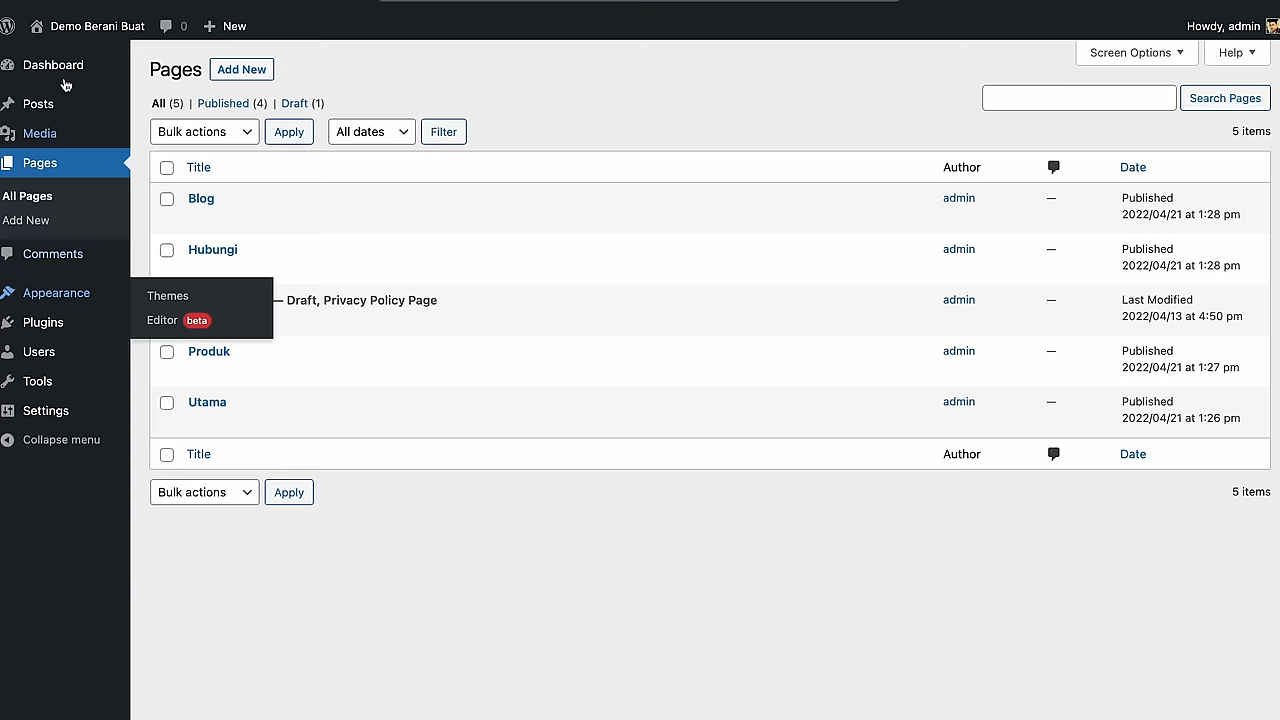 Demo Berani Buat 0 New Howdy, admin
Dashboard
Posts
Media
Pages
All Pages
Add New
Comments
Appearance
Plugins
Users
Tools
Settings
Collapse menu
Themes
Editor beta
Screen Options Help
Pages Add New
All (5) | Published (4) | Draft (1)
Search Pages
Bulk actions Apply All dates Filter
5 items
Title Author Date
Blog admin — Published
2022/04/21 at 1:28 pm
Hubungi admin — Published
2022/04/21 at 1:28 pm
— Draft, Privacy Policy Page admin — Last Modified
2022/04/13 at 4:50 pm
Produk admin — Published
2022/04/21 at 1:27 pm
Utama admin — Published
2022/04/21 at 1:26 pm
Title Author Date
Bulk actions Apply
5 items